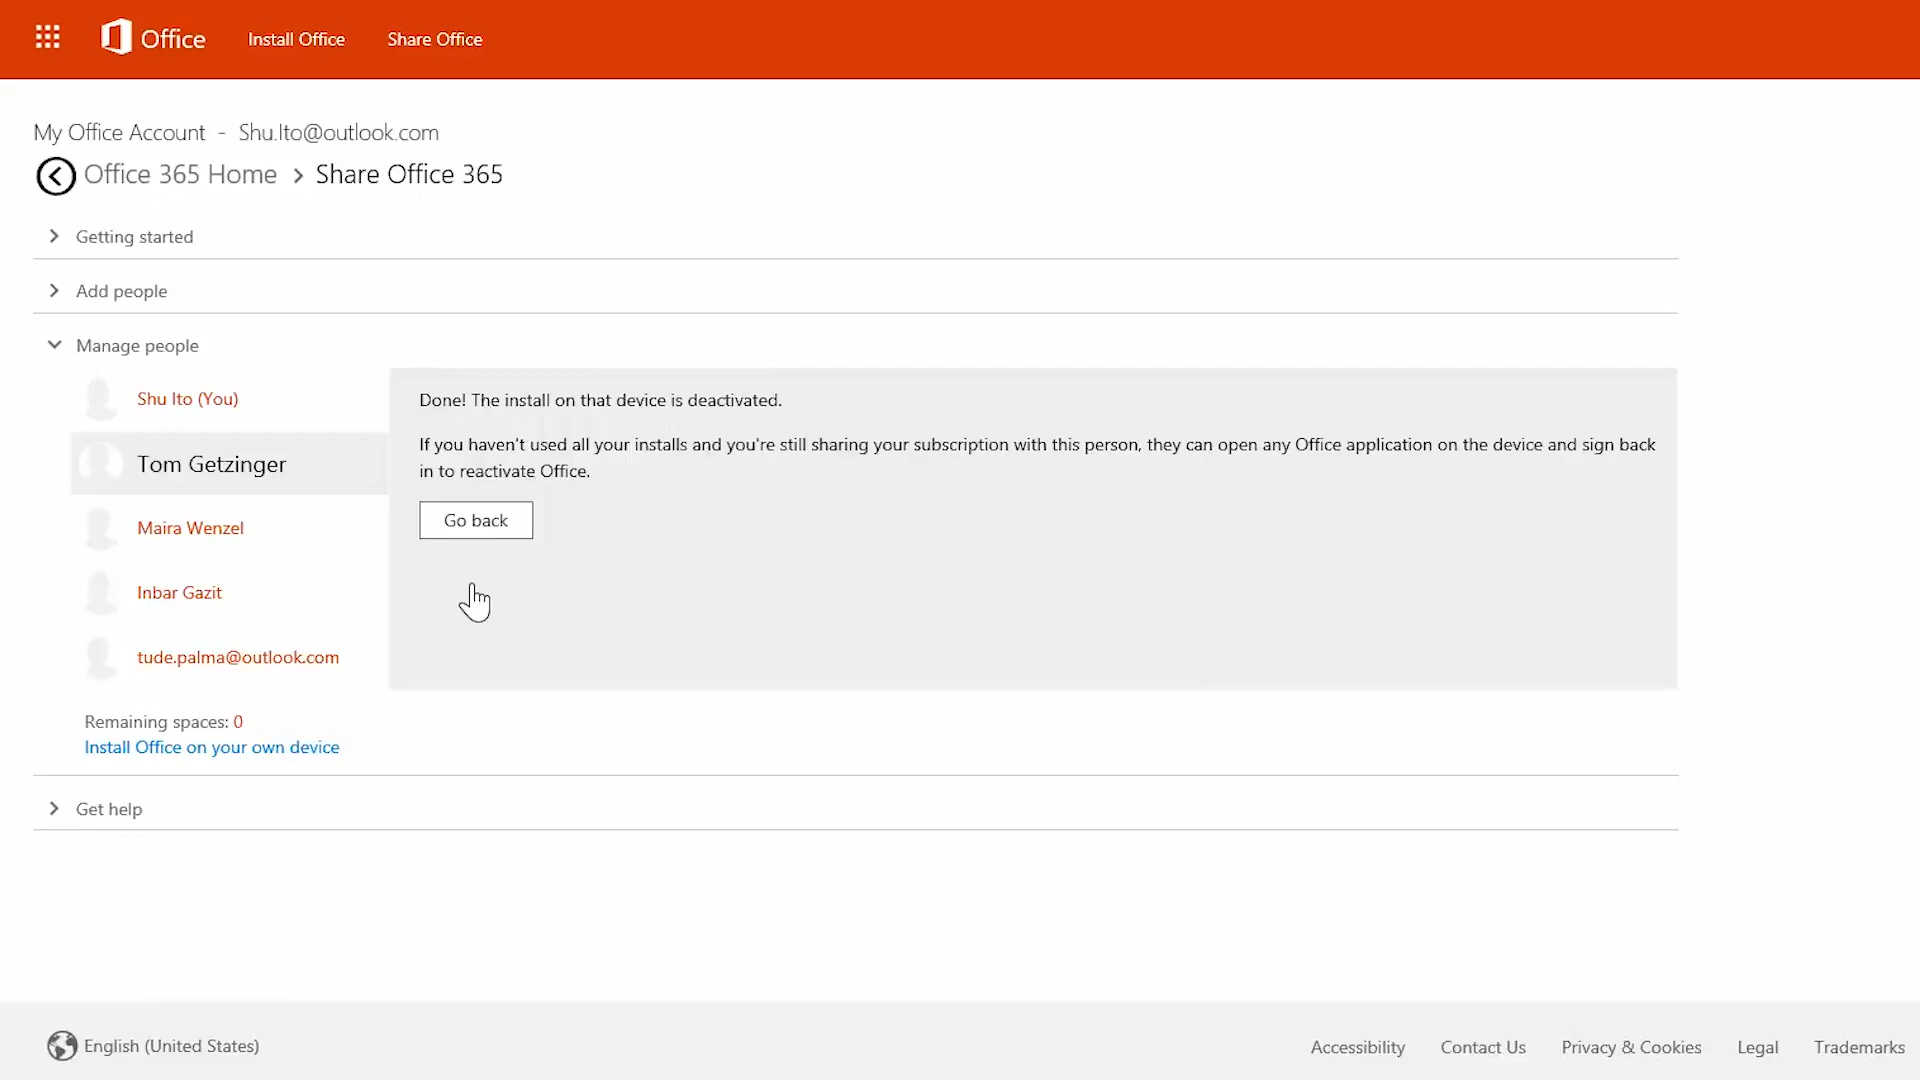 Office
Install Office
Share Office
My Office Account - Shu.Ito@outlook.com
Office 365 Home > Share Office 365
Getting started
Add people
Manage people
Shu Ito (You)
Tom Getzinger
Maira Wenzel
Inbar Gazit
tude.palma@outlook.com
Done! The install on that device is deactivated.
If you haven't used all your installs and you're still sharing your subscription with this person, they can open any Office application on the device and sign back
in to reactivate Office.
Go back
Remaining spaces: 0
Install Office on your own device
Get help
English (United States)
Accessibility
Contact Us
Privacy & Cookies
Legal
Trademarks